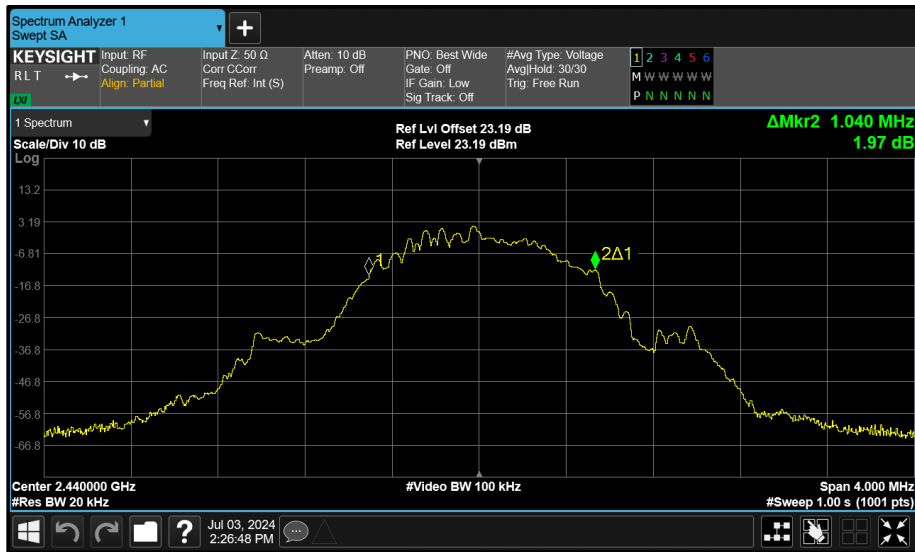 Spectrum Analyzer 1
Swept SA
+
KEYSIGHT
R L T
LXI
Input: RF
Coupling: AC
Align: Partial
Input Z: 50 Ω
Corr CCorr
Freq Ref: Int (S)
Atten: 10 dB
Preamp: Off
PNO: Best Wide
Gate: Off
IF Gain: Low
Sig Track: Off
#Avg Type: Voltage
Avg|Hold: 30/30
Trig: Free Run
1 2 3 4 5 6
M W W W W W
P N N N N N
1 Spectrum
Scale/Div 10 dB
Ref Lvl Offset 23.19 dB
Ref Level 23.19 dBm
ΔMkr2 1.040 MHz
1.97 dB
Log
13.2
3.19
-6.81
-16.8
-26.8
-36.8
-46.8
-56.8
-66.8
1
2Δ1
Center 2.440000 GHz
#Res BW 20 kHz
#Video BW 100 kHz
Span 4.000 MHz
#Sweep 1.00 s (1001 pts)
?
Jul 03, 2024
2:26:48 PM